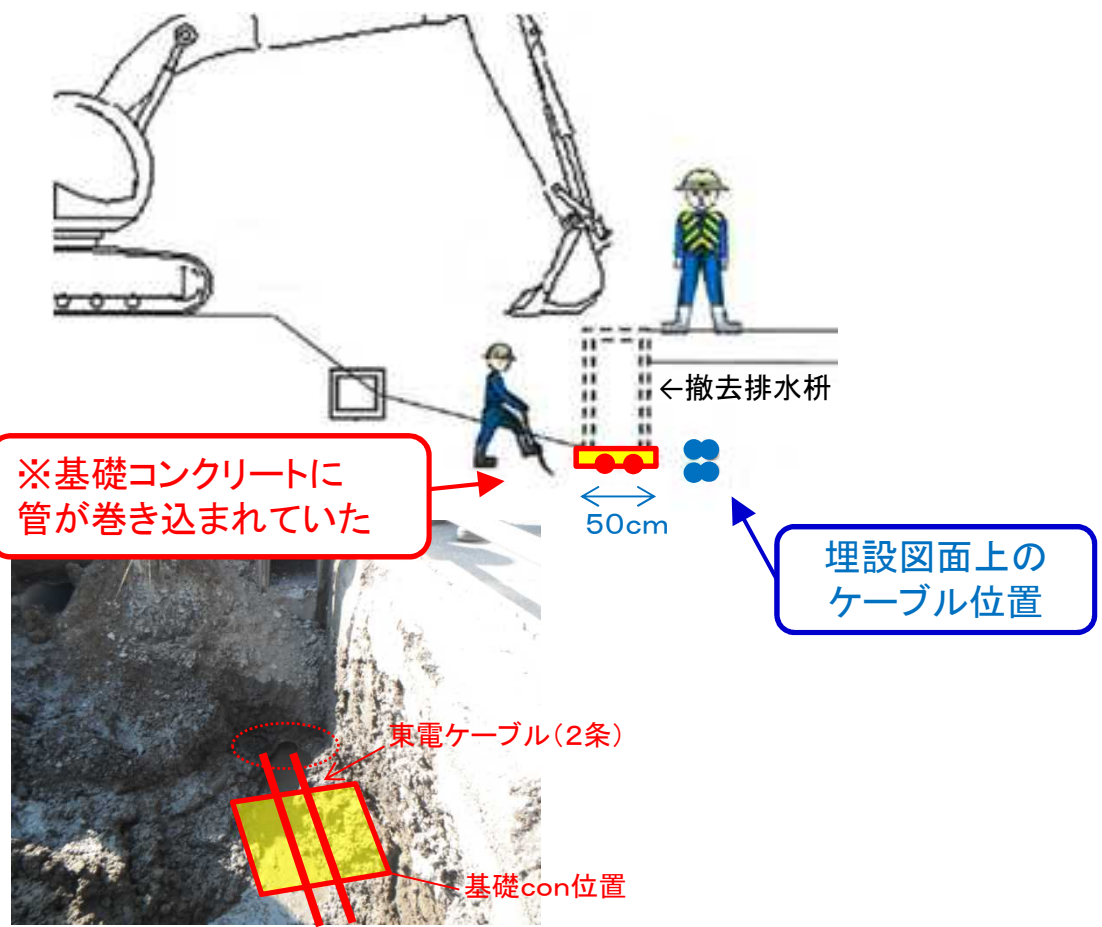 ←撤去排水枡
※基礎コンクリートに
管が巻き込まれていた
50cm
埋設図面上の
ケーブル位置
東電ケーブル(2条)
基礎con位置